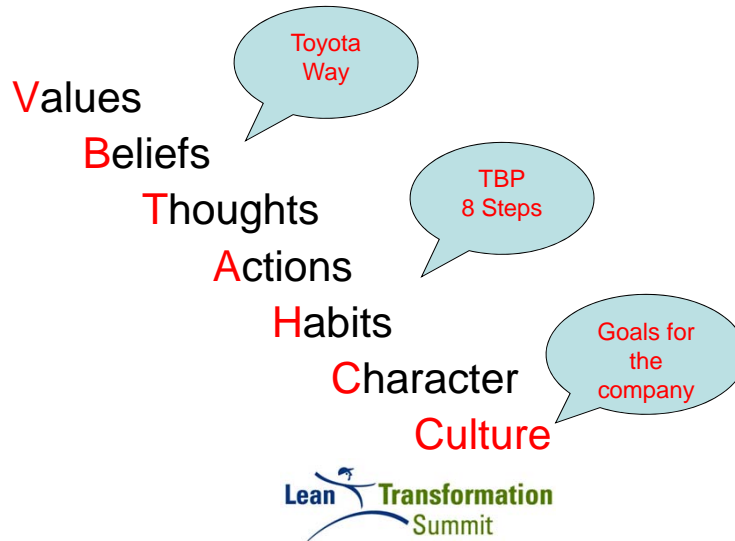 Toyota
Way
Values
Beliefs
Thoughts
TBP
8 Steps
Actions
Habits
Goals for
the
company
Character
Culture
Lean Transformation
Summit